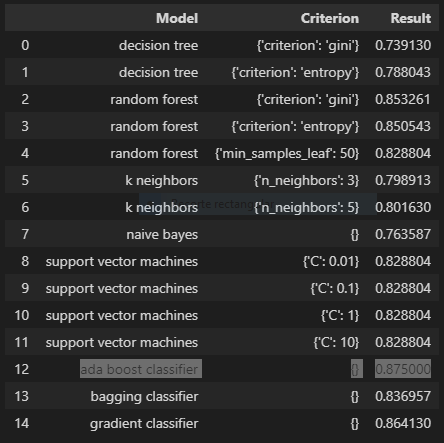 Model Criterion Result
0 decision tree {'criterion': 'gini'} 0.739130
1 decision tree {'criterion': 'entropy'} 0.788043
2 random forest {'criterion': 'gini'} 0.853261
3 random forest {'criterion': 'entropy'} 0.850543
4 random forest {'min_samples_leaf': 50} 0.828804
5 k neighbors {'n_neighbors': 3} 0.798913
6 k neighbors {'n_neighbors': 5} 0.801630
7 naive bayes {} 0.763587
8 support vector machines {'C': 0.01} 0.828804
9 support vector machines {'C': 0.1} 0.828804
10 support vector machines {'C': 1} 0.828804
11 support vector machines {'C': 10} 0.828804
12 ada boost classifier {} 0.875000
13 bagging classifier {} 0.836957
14 gradient classifier {} 0.864130